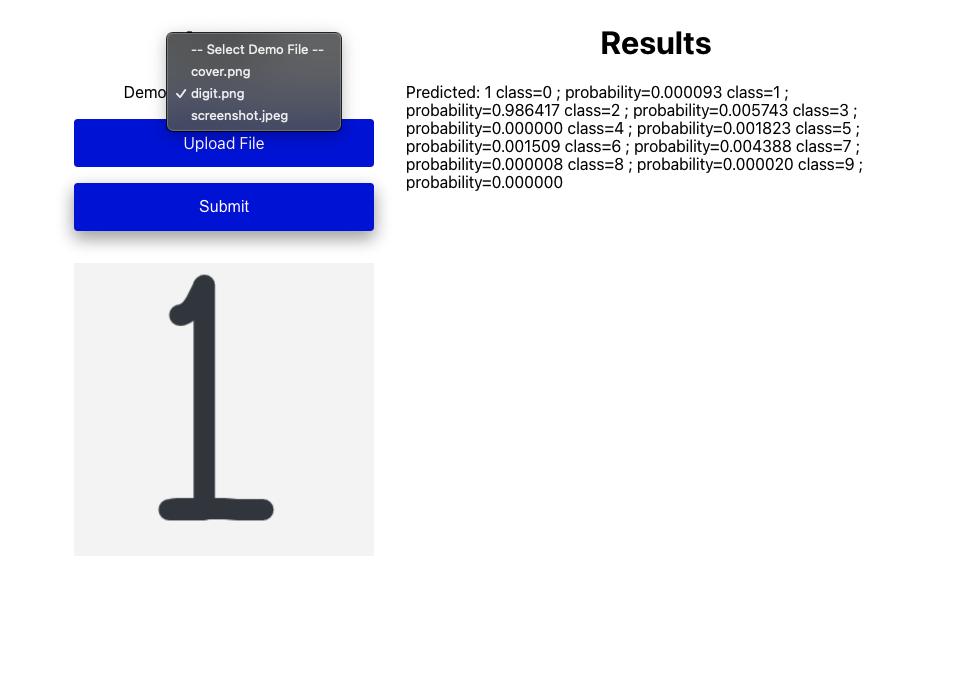 -- Select Demo File --
cover.png
Demo
✓ digit.png
screenshot.jpeg
Upload File
Submit
1
Results
Predicted: 1 class=0 ; probability=0.000093 class=1 ;
probability=0.986417 class=2 ; probability=0.005743 class=3 ;
probability=0.000000 class=4 ; probability=0.001823 class=5 ;
probability=0.001509 class=6 ; probability=0.004388 class=7 ;
probability=0.000008 class=8 ; probability=0.000020 class=9 ;
probability=0.000000